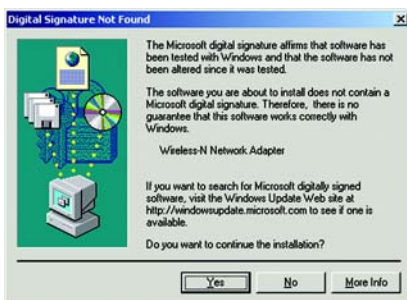 Digital Signature Not Found
The Microsoft digital signature affirms that software has
been tested with Windows and that the software has not
been altered since it was tested.
The software you are about to install does not contain a
Microsoft digital signature. Therefore, there is no
guarantee that this software works correctly with
Windows.
Wireless-N Network Adapter
If you want to search for Microsoft digitally signed
software, visit the Windows Update Web site at
http://windowsupdate.microsoft.com to see if one is
available.
Do you want to continue the installation?
Yes No More Info